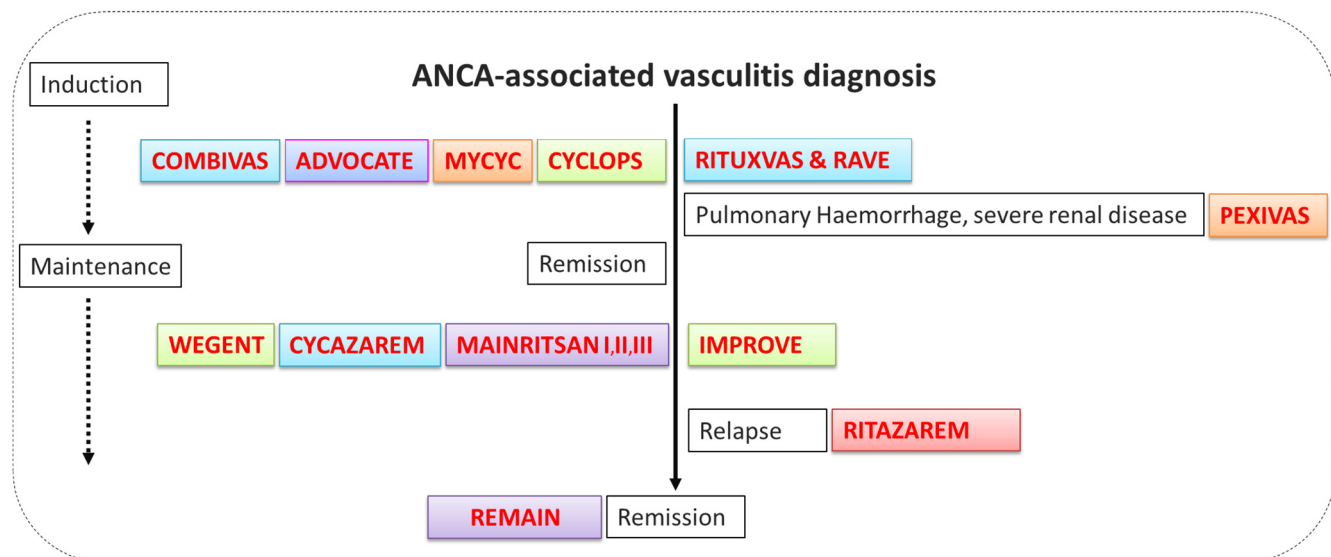 ANCA-associated vasculitis diagnosis
Induction
COMBIVAS ADVOCATE MYCYC CYCLOPS RITUXVAS & RAVE
Pulmonary Haemorrhage, severe renal disease PEXIVAS
Maintenance Remission
WEGENT CYCAZAREM MAINRITSAN I,II,III IMPROVE
Relapse RITAZAREM
REMAIN Remission